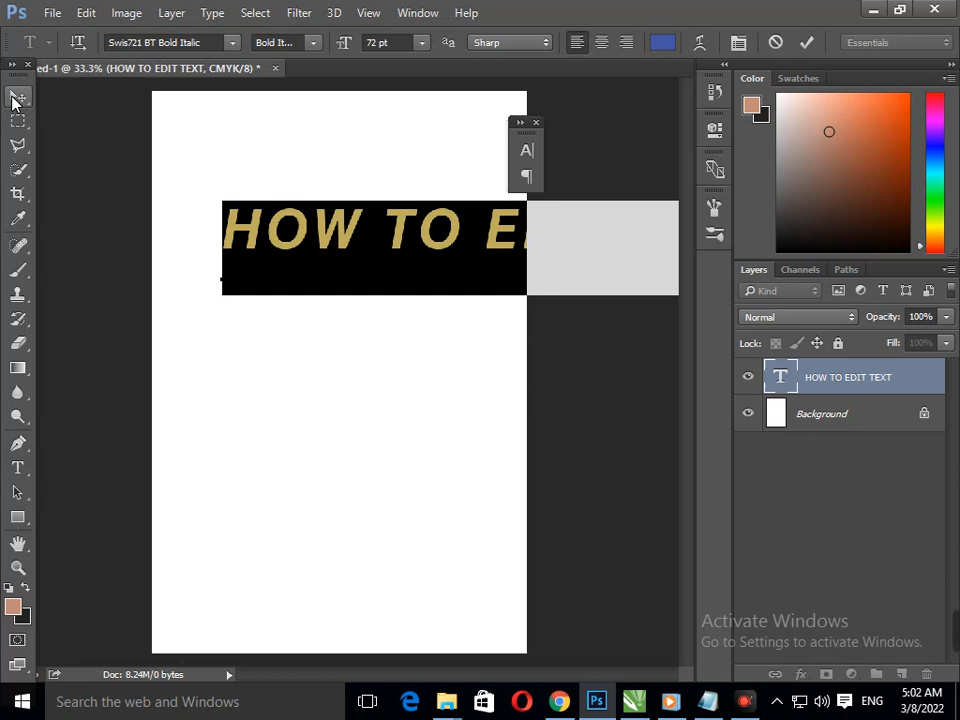 Ps File Edit Image Layer Type Select Filter 3D View Window Help
T Swis721 BT Bold Italic Bold It... 72 pt aa Sharp Essentials
ed-1 @ 33.3% (HOW TO EDIT TEXT, CMYK/8) *
Color Swatches
A
¶
HOW TO E
Layers Channels Paths
Kind T
Normal Opacity: 100%
Lock: Fill: 100%
T HOW TO EDIT TEXT
Background
T
Activate Windows
Go to Settings to activate Windows.
Doc: 8.24M/0 bytes
Search the web and Windows
Ps
ENG
5:02 AM
3/8/2022